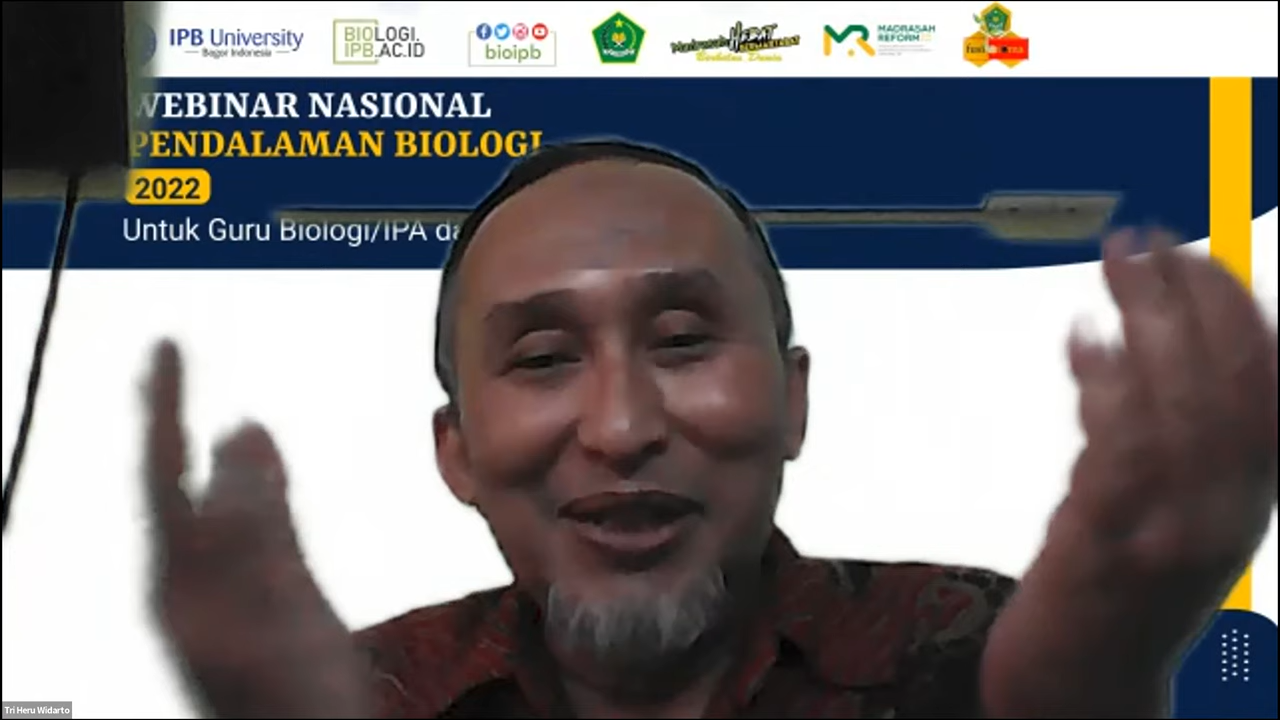 IPB University
Bogor Indonesia
BIOLOGI.
IPB.AC.ID
bioipb
MADRASAH
REFORM
WEBINAR NASIONAL
PENDALAMAN BIOLOGI
2022
Untuk Guru Biologi/IPA da
Tri Heru Widarto